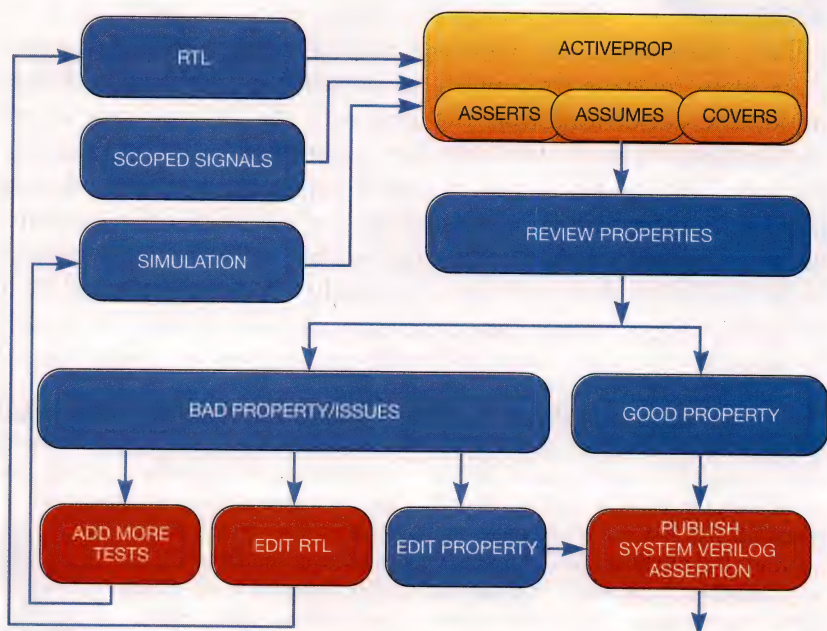 RTL
ACTIVEPROP
ASSERTS
ASSUMES
COVERS
SCOPED SIGNALS
REVIEW PROPERTIES
SIMULATION
BAD PROPERTY/ISSUES
GOOD PROPERTY
ADD MORE
TESTS
EDIT RTL
EDIT PROPERTY
PUBLISH
SYSTEM VERILOG
ASSERTION